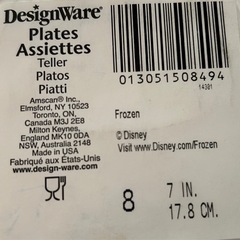 DesignWare®
Plates
Assiettes
Teller
Platos
Piatti
Amscan® Inc.,
Elmsford, NY 10523
Toronto, ON,
Canada M3J 2E8
Milton Keynes,
England MK10 0DA
NSW, Australia 2148
Made in USA
Fabriqué aux États-Unis
www.design-ware.com
013051508494
14301
Frozen
© Disney
Visit www.Disney.com/Frozen
8
7 IN.
17.8 CM.